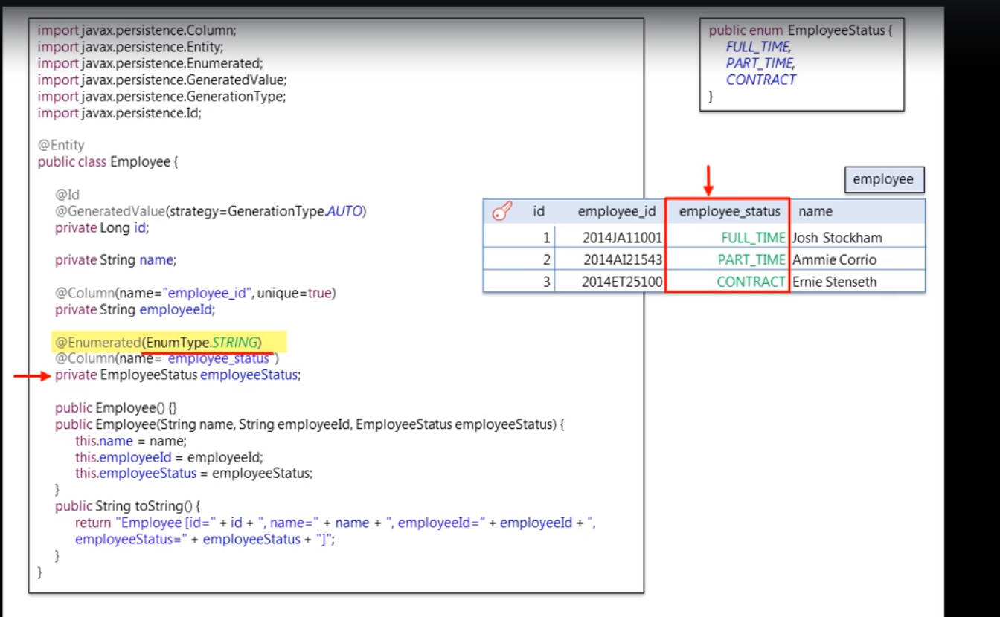 import javax.persistence.Column;
import javax.persistence.Entity;
import javax.persistence.Enumerated;
import javax.persistence.GeneratedValue;
import javax.persistence.GenerationType;
import javax.persistence.Id;
@Entity
public class Employee {
@Id
@GeneratedValue(strategy=GenerationType.AUTO)
private Long id;
private String name;
@Column(name="employee_id", unique=true)
private String employeeId;
@Enumerated(EnumType.STRING)
@Column(name="employee_status")
private EmployeeStatus employeeStatus;
public Employee() {}
public Employee(String name, String employeeId, EmployeeStatus employeeStatus) {
this.name = name;
this.employeeId = employeeId;
this.employeeStatus = employeeStatus;
}
public String toString() {
return "Employee [id=" + id + ", name=" + name + ", employeeId=" + employeeId + ",
employeeStatus=" + employeeStatus + "]";
}
}
public enum EmployeeStatus {
FULL_TIME,
PART_TIME,
CONTRACT
}
employee
id employee_id employee_status name
1 2014JA11001 FULL_TIME Josh Stockham
2 2014AI21543 PART_TIME Ammie Corrio
3 2014ET25100 CONTRACT Ernie Stenseth